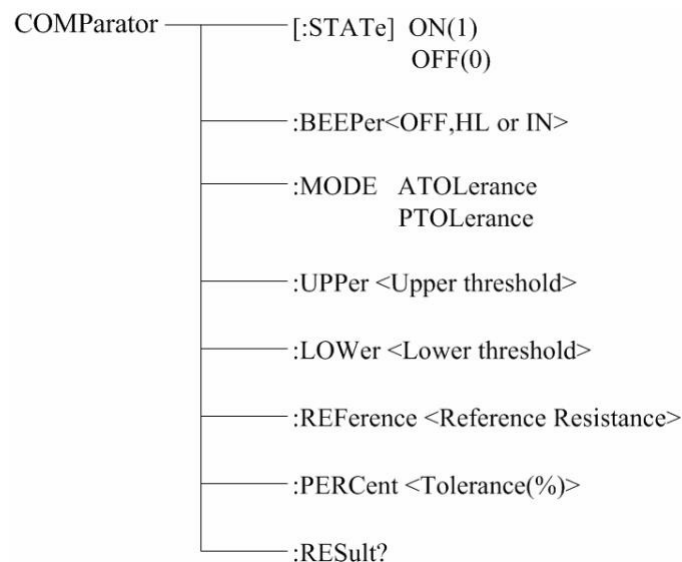 COMParator [:STATe] ON(1)
OFF(0)
:BEEPer<OFF,HL or IN>
:MODE ATOLerance
PTOLerance
:UPPer <Upper threshold>
:LOWer <Lower threshold>
:REFerence <Reference Resistance>
:PERCent <Tolerance(%)>
:RESult?